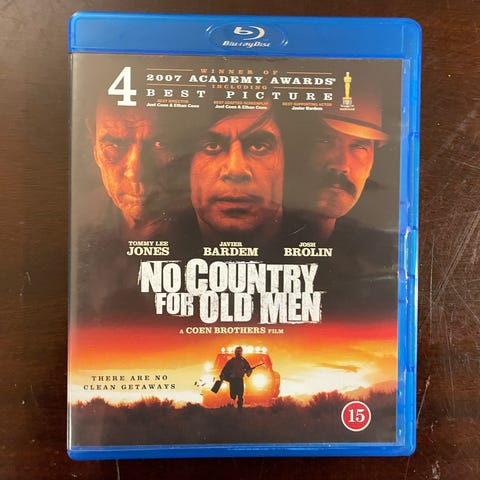 Blu-ray Disc
4
WINNER OF
2007 ACADEMY AWARDS®
INCLUDING
BEST PICTURE
BEST DIRECTOR
Joel Coen & Ethan Coen
BEST ADAPTED SCREENPLAY
Joel Coen & Ethan Coen
BEST SUPPORTING ACTOR
Javier Bardem
TOMMY LEE
JONES
JAVIER
BARDEM
JOSH
BROLIN
NO COUNTRY
FOR OLD MEN
A COEN BROTHERS FILM
THERE ARE NO
CLEAN GETAWAYS
15